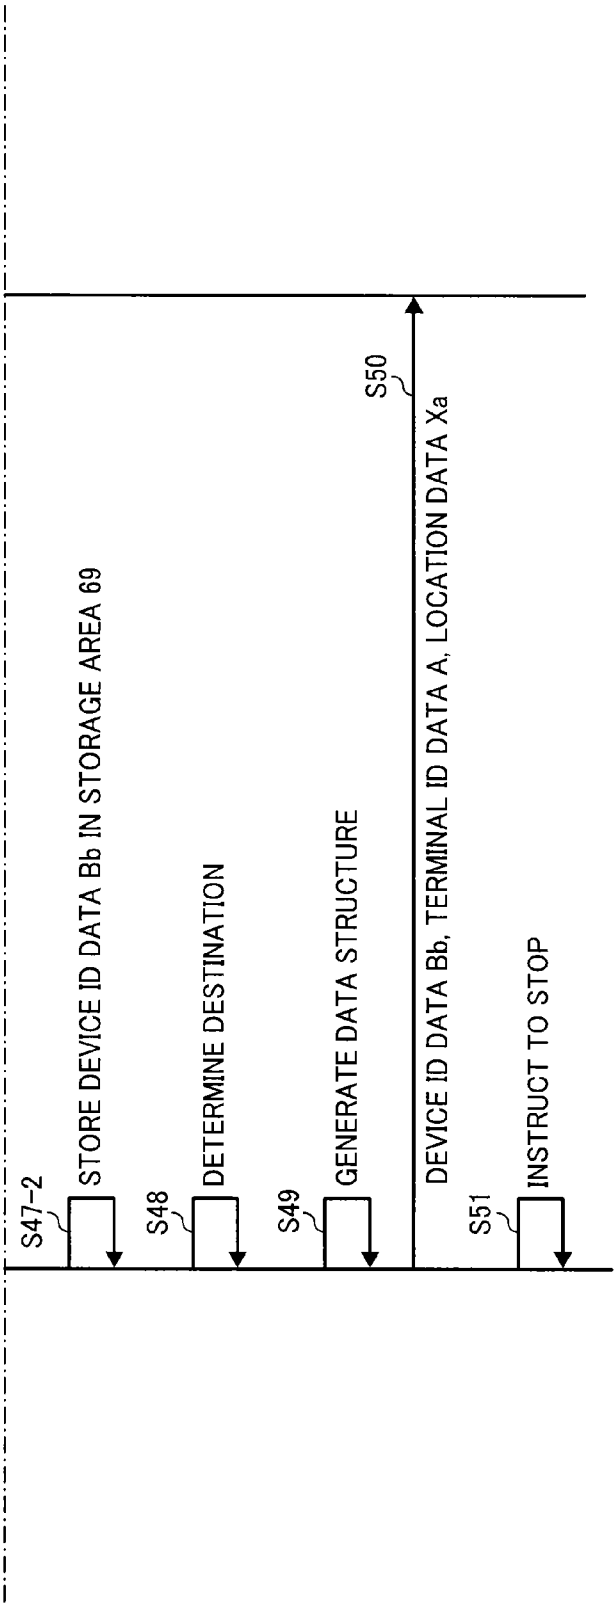 S47-2
STORE DEVICE ID DATA Bb IN STORAGE AREA 69
S48
DETERMINE DESTINATION
S49
GENERATE DATA STRUCTURE
S50
DEVICE ID DATA Bb, TERMINAL ID DATA A, LOCATION DATA Xa
S51
INSTRUCT TO STOP